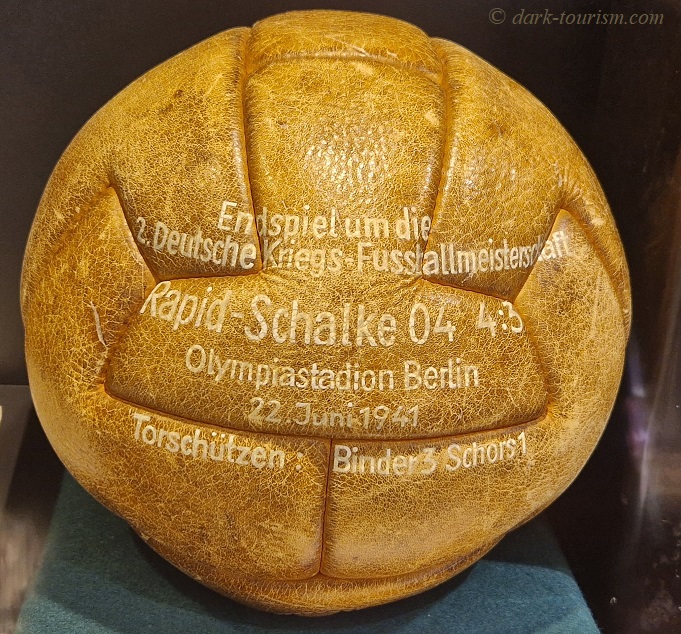 © dark-tourism.com
Endspiel um die
2. Deutsche Kriegs-Fussballmeisterschaft
Rapid-Schalke 04 4:3
Olympiastadion Berlin
22. Juni 1941
Torschützen: Binder 3 Schors 1